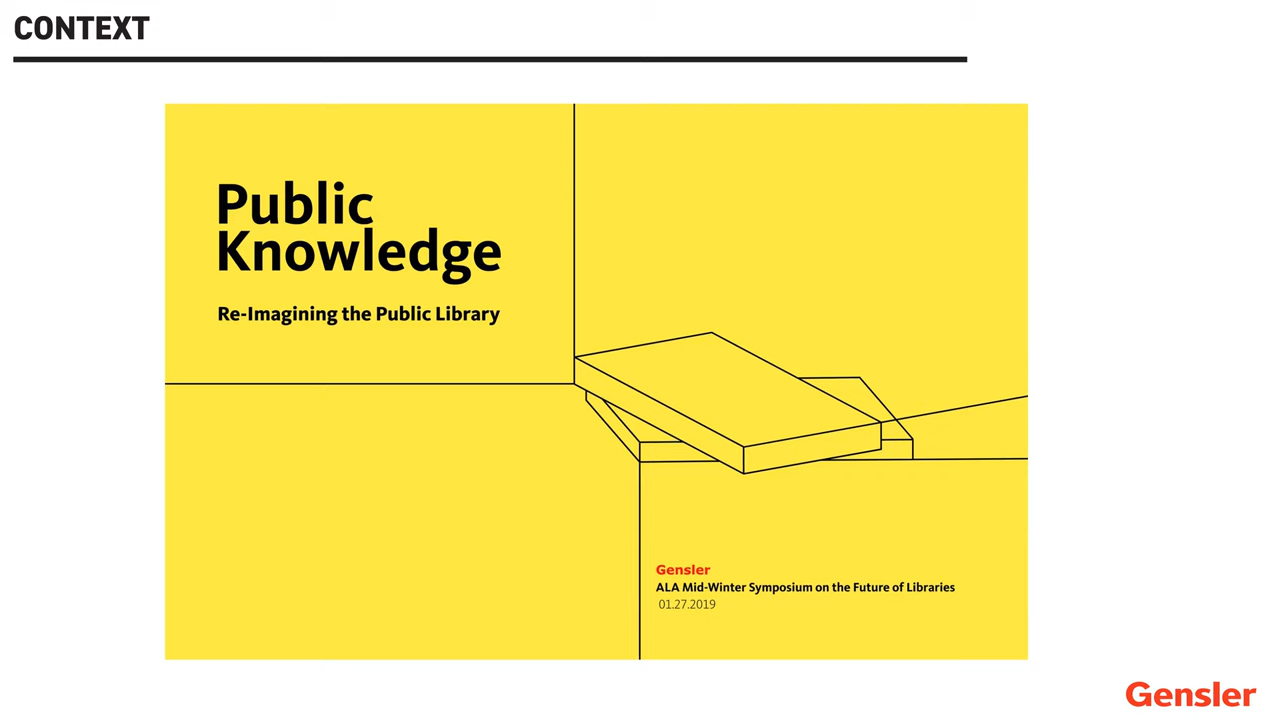 CONTEXT
Public
Knowledge
Re-Imagining the Public Library
Gensler
ALA Mid-Winter Symposium on the Future of Libraries
01.27.2019
Gensler